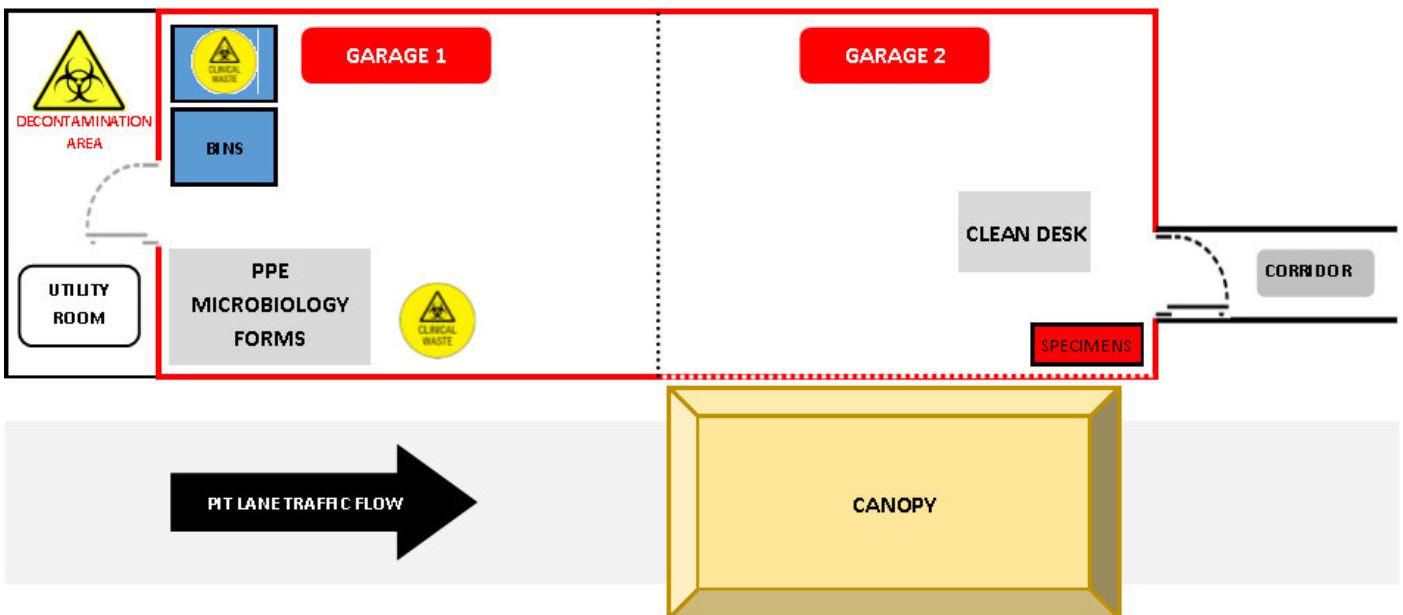 DECONTAMINATION
AREA
CLINICAL
WASTE
GARAGE 1
GARAGE 2
BINS
CLEAN DESK
UTILITY
ROOM
PPE
MICROBIOLOGY
FORMS
CLINICAL
WASTE
CORRIDOR
SPECIMENS
PIT LANE TRAFFIC FLOW
CANOPY